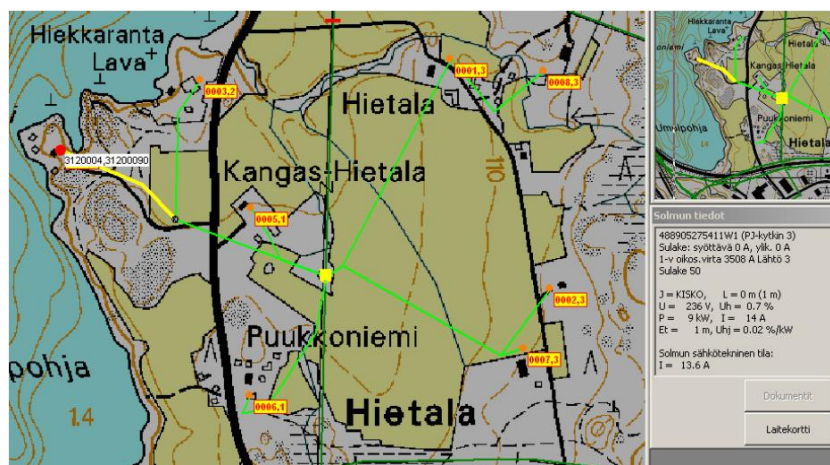 Hiekkaranta
Lava
0003,2
0001,3
0008,3
Hietala
3120004,31200090
Kangas-Hietala
110
0005,1
0002,3
Puukkoniemi
0007,3
pohja
14
0006,1
Hietala
Hiekkaranta
Lava
oniemi
Hietala
Kangas-Hietala
Puukkoniemi
Hietala
Solmun tiedot
488905275411W1 (PJ-kytkin 3)
Sulake: syöttävä 0 A, ylik. 0 A
1-v oikos.virta 3508 A Lähtö 3
Sulake 50
J = KISKO, L = 0 m (1 m)
U = 236 V, Uh = 0.7 %
P = 9 kW, I = 14 A
Et = 1 m, Uhj = 0.02 %/kW
Solmun sähkötekninen tila:
I = 13.6 A
Dokumentit
Laitekortti